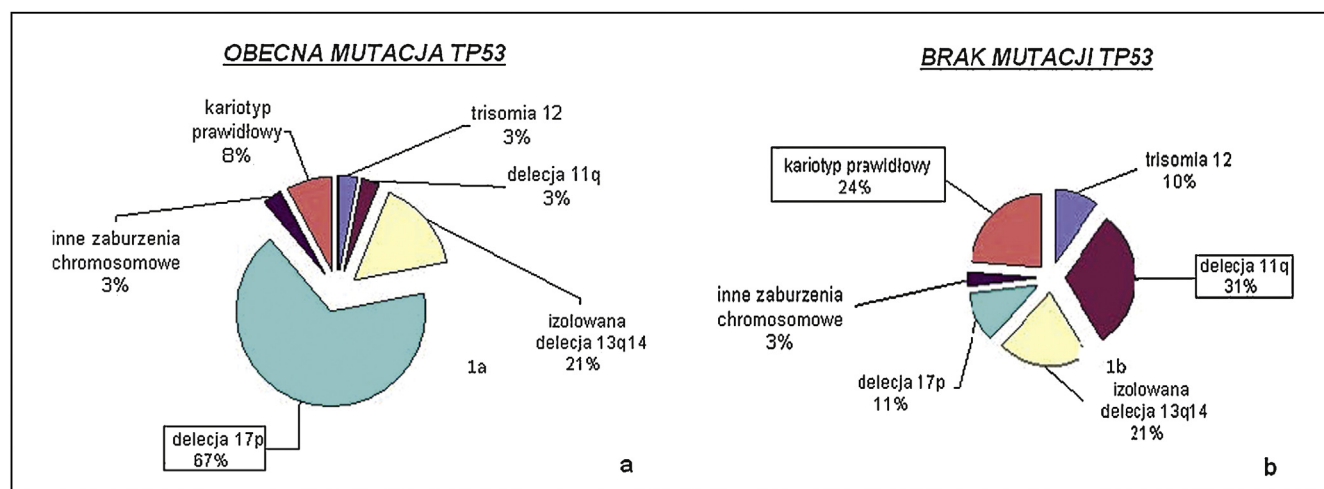 OBECNA MUTACJA TP53
kariotyp
prawidłowy
8%
trisomia 12
3%
delecja 11q
3%
inne zaburzenia
chromosomowe
3%
izolowana
delecja 13q14
21%
1a
delecja 17p
67%
a
BRAK MUTACJI TP53
kariotyp prawidłowy
24%
trisomia 12
10%
delecja 11q
31%
inne zaburzenia
chromosomowe
3%
delecja 17p
11%
1b
izolowana
delecja 13q14
21%
b